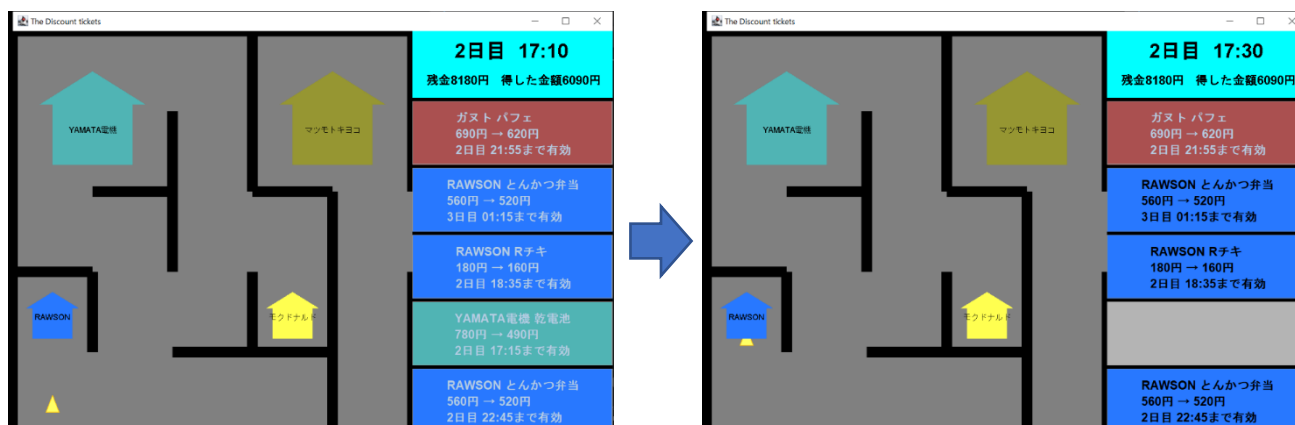 The Discount tickets
2日目 17:10
残金8180円 得した金額6090円
YAMATA電機
マツモトキヨコ
ガヌト パフェ
690円 → 620円
2日目 21:55まで有効
RAWSON とんかつ弁当
560円 → 520円
3日目 01:15まで有効
RAWSON Rチキ
180円 → 160円
2日目 18:35まで有効
RAWSON
モクドナルド
YAMATA電機 乾電池
780円 → 490円
2日目 17:15まで有効
RAWSON とんかつ弁当
560円 → 520円
2日目 22:45まで有効
The Discount tickets
2日目 17:30
残金8180円 得した金額6090円
YAMATA電機
マツモトキヨコ
ガヌト パフェ
690円 → 620円
2日目 21:55まで有効
RAWSON とんかつ弁当
560円 → 520円
3日目 01:15まで有効
RAWSON Rチキ
180円 → 160円
2日目 18:35まで有効
RAWSON
モクドナルド
RAWSON とんかつ弁当
560円 → 520円
2日目 22:45まで有効